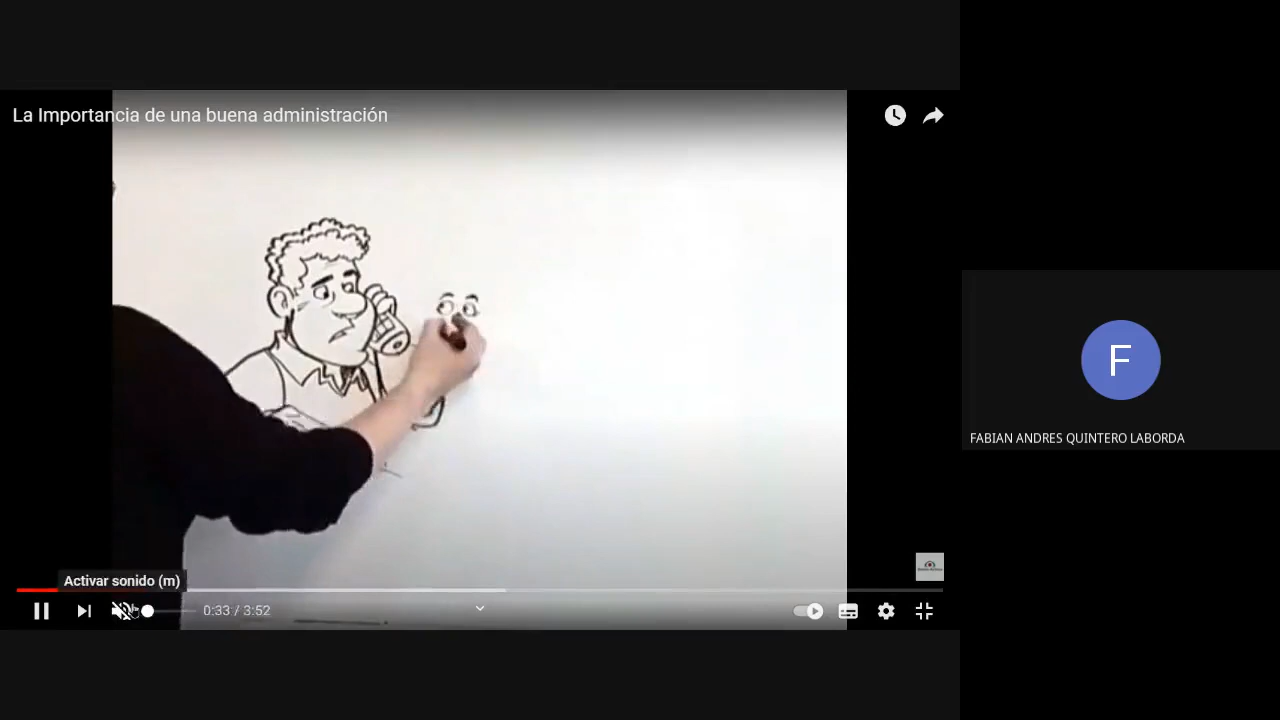 La Importancia de una buena administración
F
FABIAN ANDRES QUINTERO LABORDA
Activar sonido (m)
0:33 / 3:52